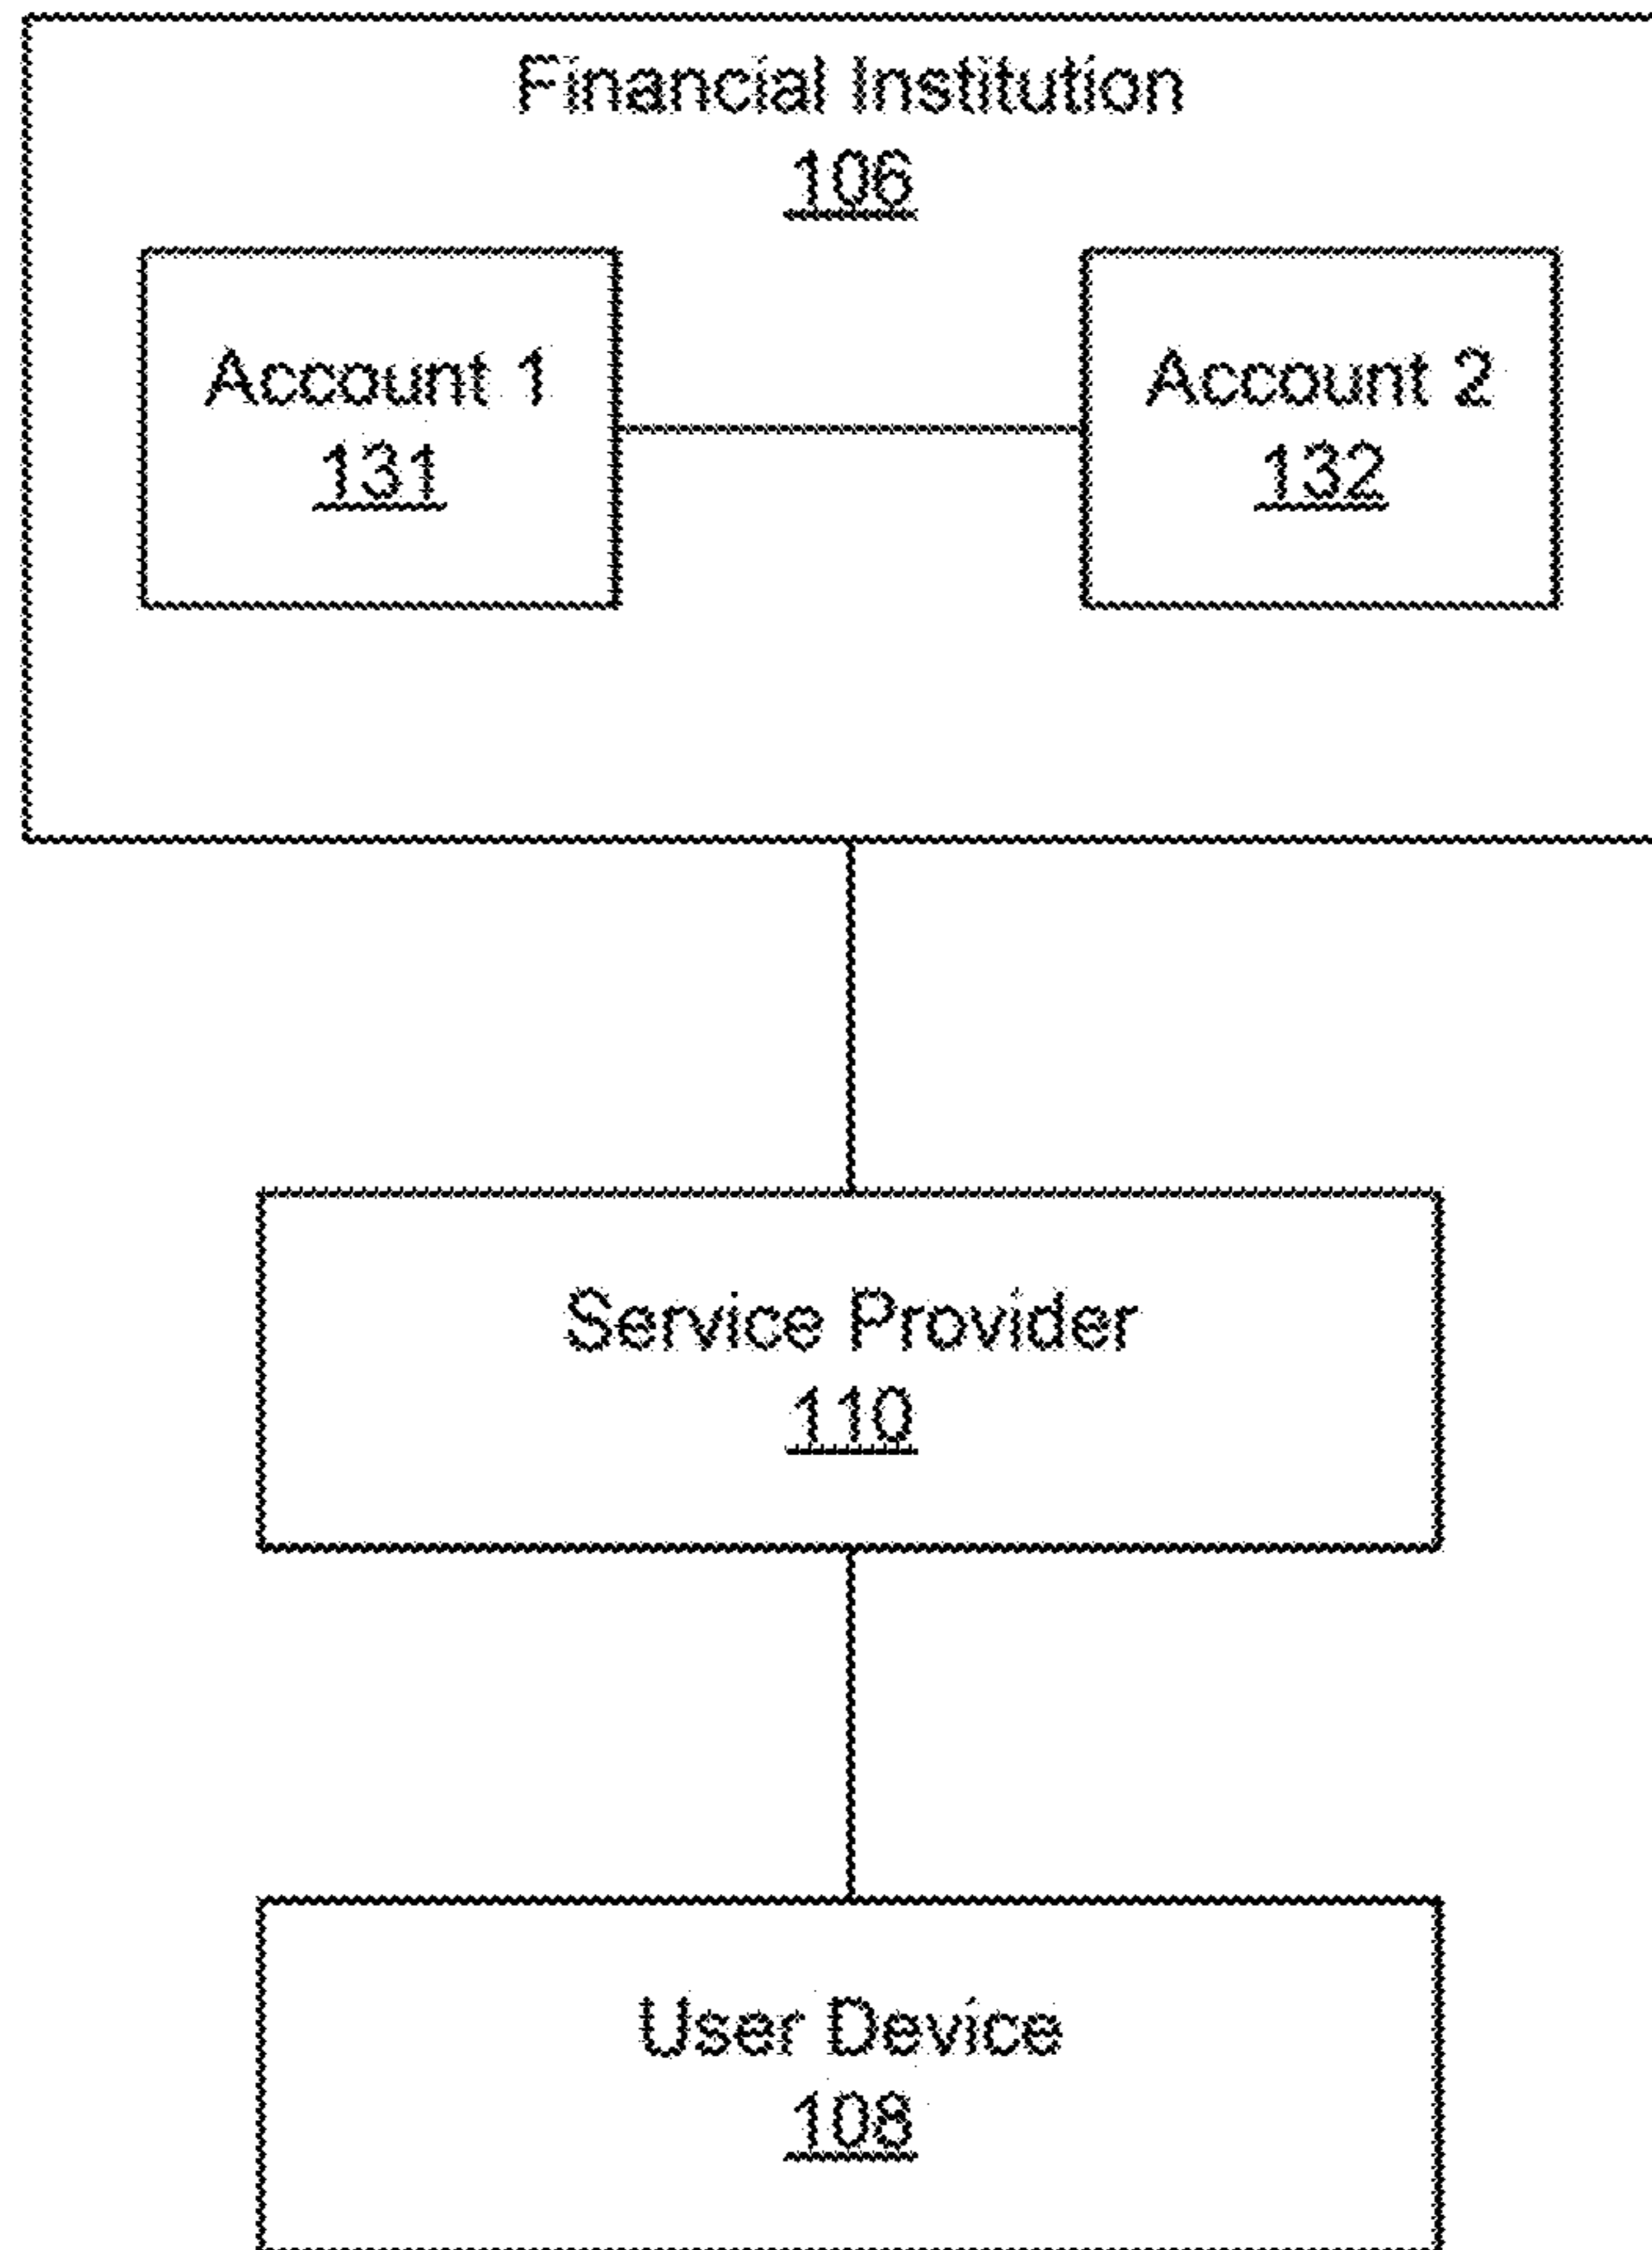 Financial Institution
106
Account 1
131
Account 2
132
Service Provider
110
User Device
108